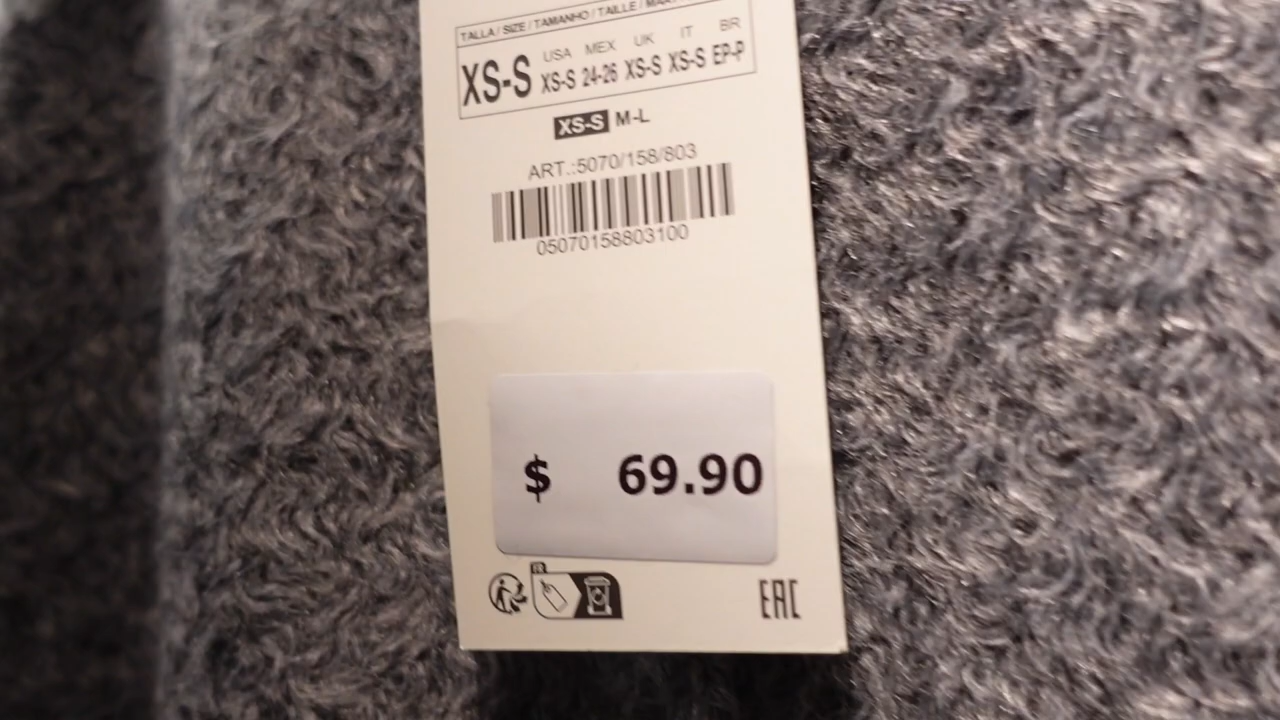 TALLA / SIZE / TAMANHO / TAILLE /
USA MEX UK IT BR
XS-S XS-S 24-26 XS-S XS-S EP-P
XS-S M-L
ART.:5070/158/803
05070158803100
$ 69.90
FR
EAC